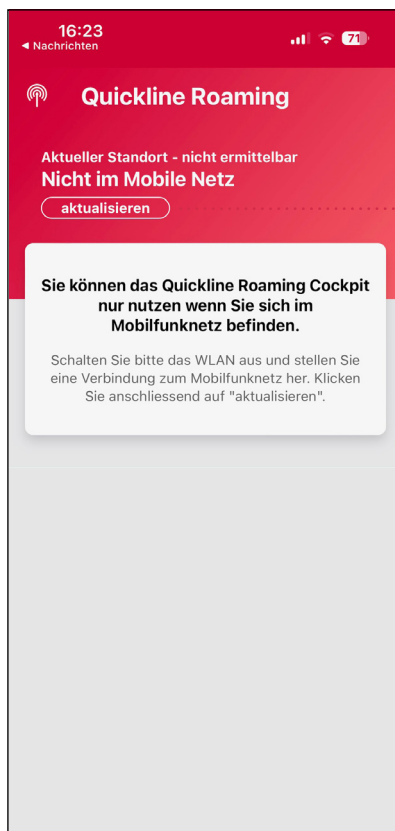 16:23
◀ Nachrichten
71
Quickline Roaming
Aktueller Standort - nicht ermittelbar
Nicht im Mobile Netz
aktualisieren
Sie können das Quickline Roaming Cockpit
nur nutzen wenn Sie sich im
Mobilfunknetz befinden.
Schalten Sie bitte das WLAN aus und stellen Sie
eine Verbindung zum Mobilfunknetz her. Klicken
Sie anschliessend auf "aktualisieren".